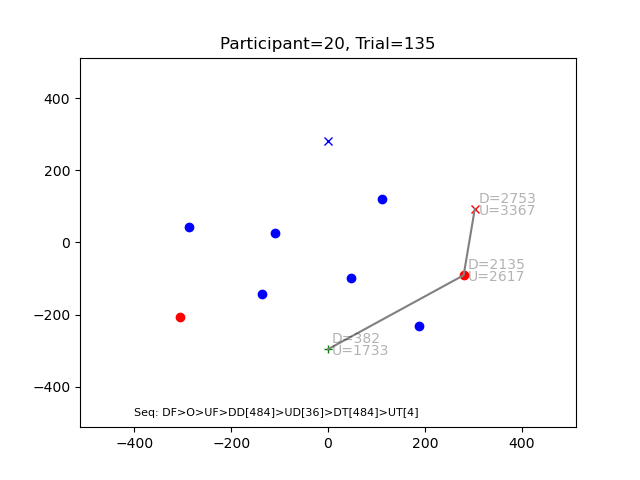 Participant=20, Trial=135
400
200
0
−200
−400
D=2753
U=3367
D=2135
U=2617
D=382
U=1733
Seq: DF>O>UF>DD[484]>UD[36]>DT[484]>UT[4]
−400
−200
0
200
400